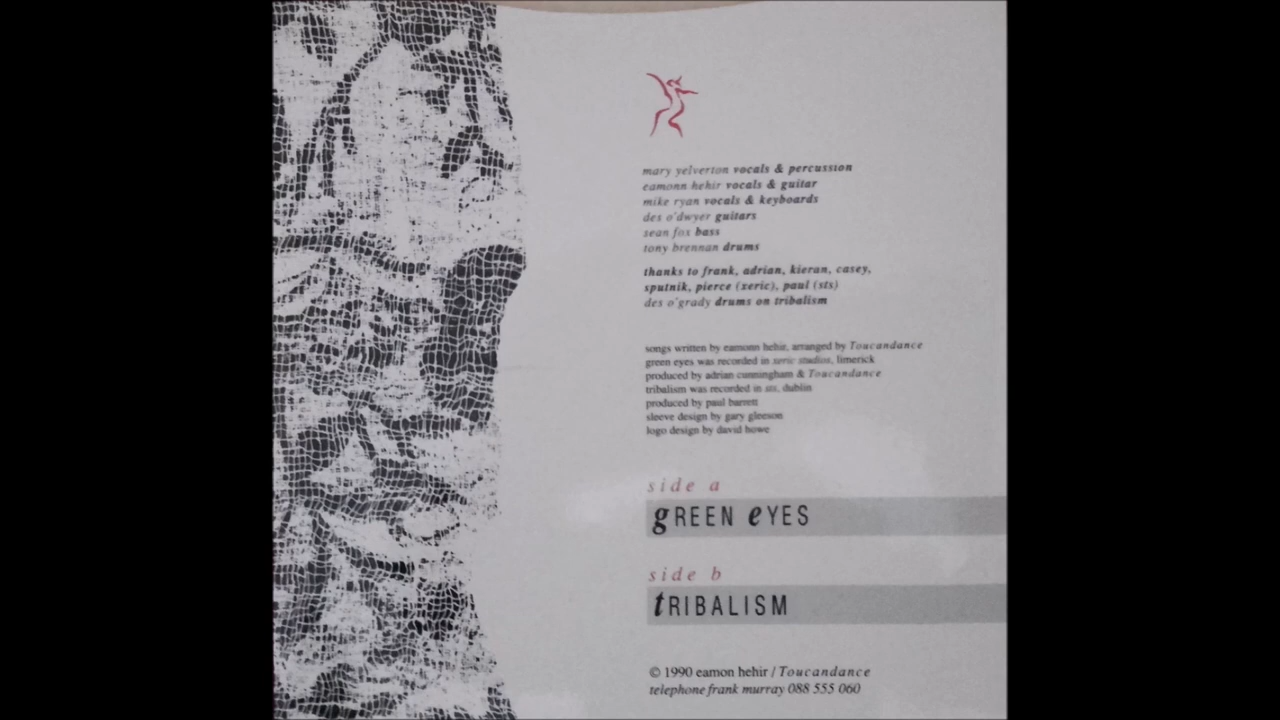 mary yelverton vocals & percussion
eamonn hehir vocals & guitar
mike ryan vocals & keyboards
des o'dwyer guitars
sean fox bass
tony brennan drums
thanks to frank, adrian, kieran, casey,
sputnik, pierce (xeric), paul (sts)
des o'grady drums on tribalism
songs written by eamonn hehir, arranged by Toucandance
green eyes was recorded in xeric studios, limerick
produced by adrian cunningham & Toucandance
tribalism was recorded in sts, dublin
produced by paul barrett
sleeve design by gary gleeson
logo design by david howe
side a
gREEN eYES
side b
tRIBALISM
© 1990 eamon hehir / Toucandance
telephone frank murray 088 555 060